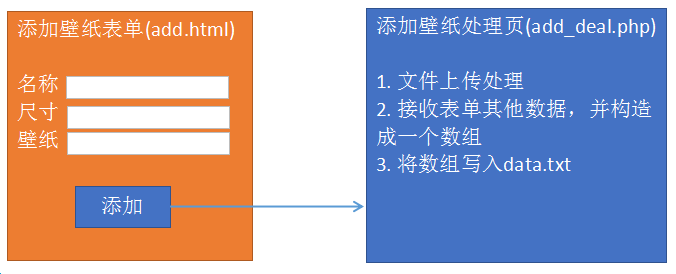 添加壁纸表单(add.html)
名称
尺寸
壁纸
添加
添加壁纸处理页(add_deal.php)
1. 文件上传处理
2. 接收表单其他数据，并构造
成一个数组
3. 将数组写入data.txt